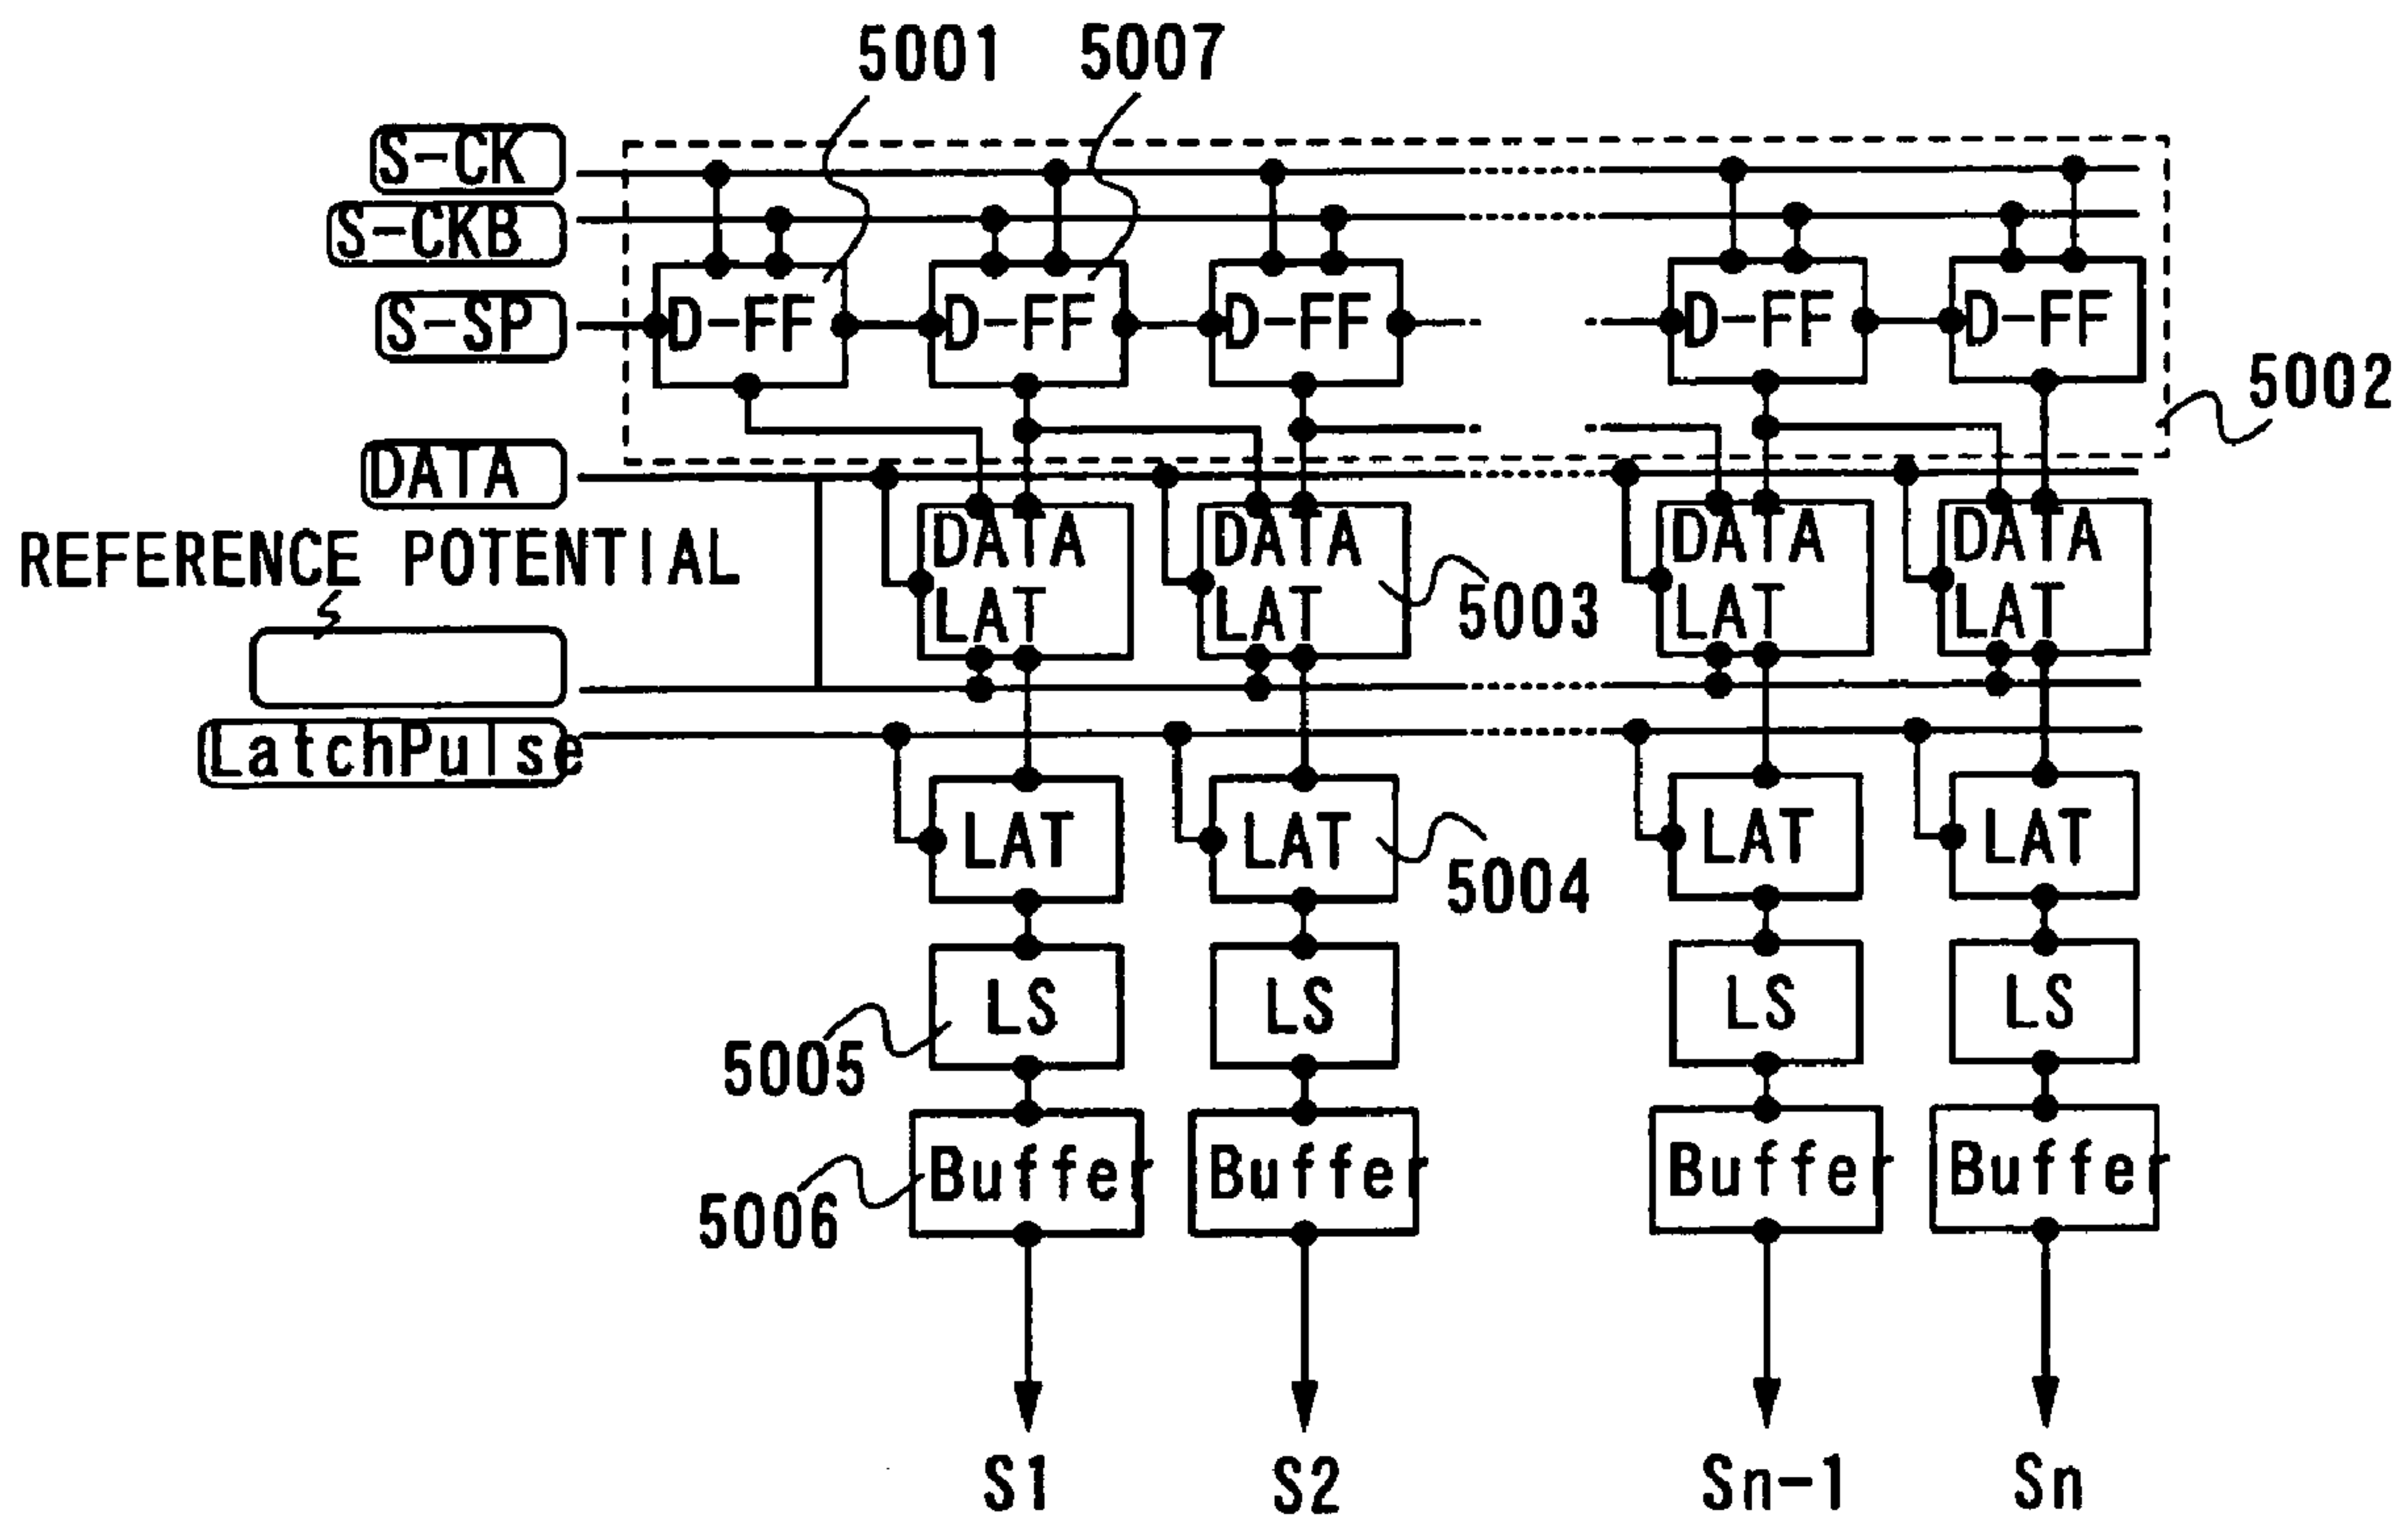 5001 5007
S-CK
S-CKB
S-SP
D-FF D-FF D-FF D-FF D-FF
5002
DATA
REFERENCE POTENTIAL
DATA DATA DATA DATA
LAT LAT LAT LAT
5003
LatchPulse
LAT LAT LAT LAT
5004
LS LS LS LS
5005
Buffer Buffer Buffer Buffer
5006
S1 S2 Sn-1 Sn